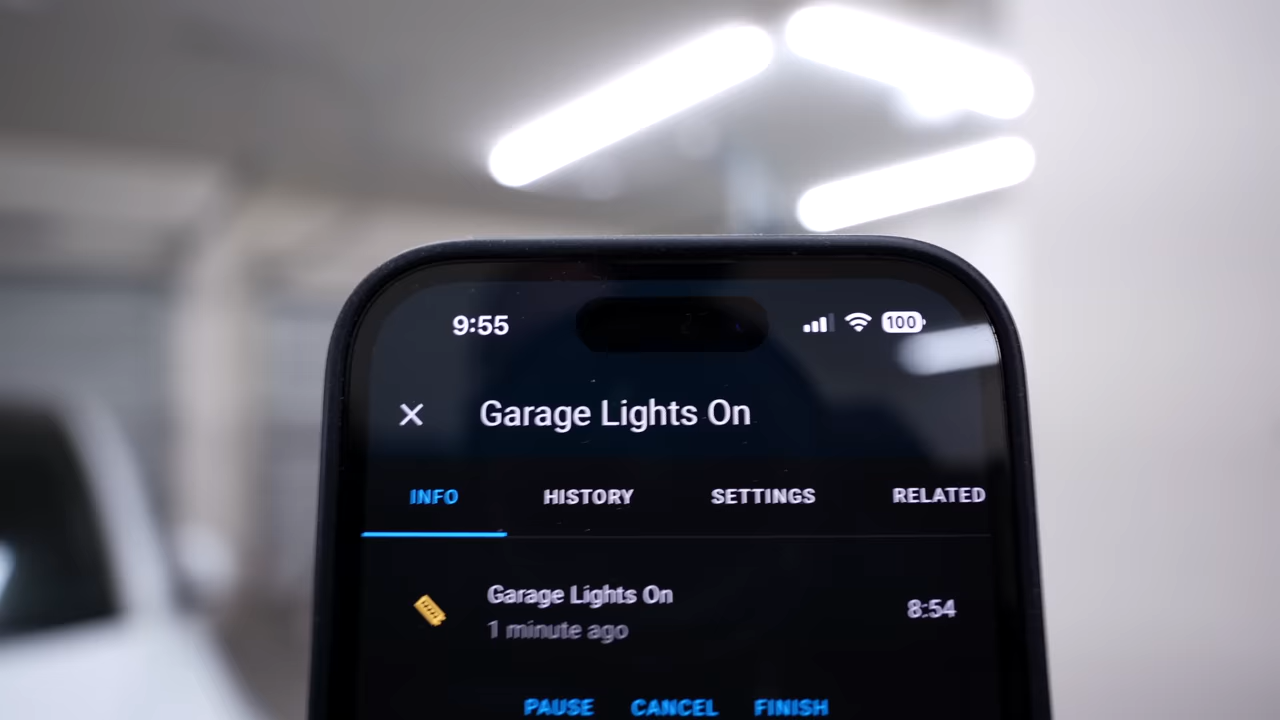 9:55 100
Garage Lights On
INFO HISTORY SETTINGS RELATED
Garage Lights On 8:54
1 minute ago
PAUSE CANCEL FINISH